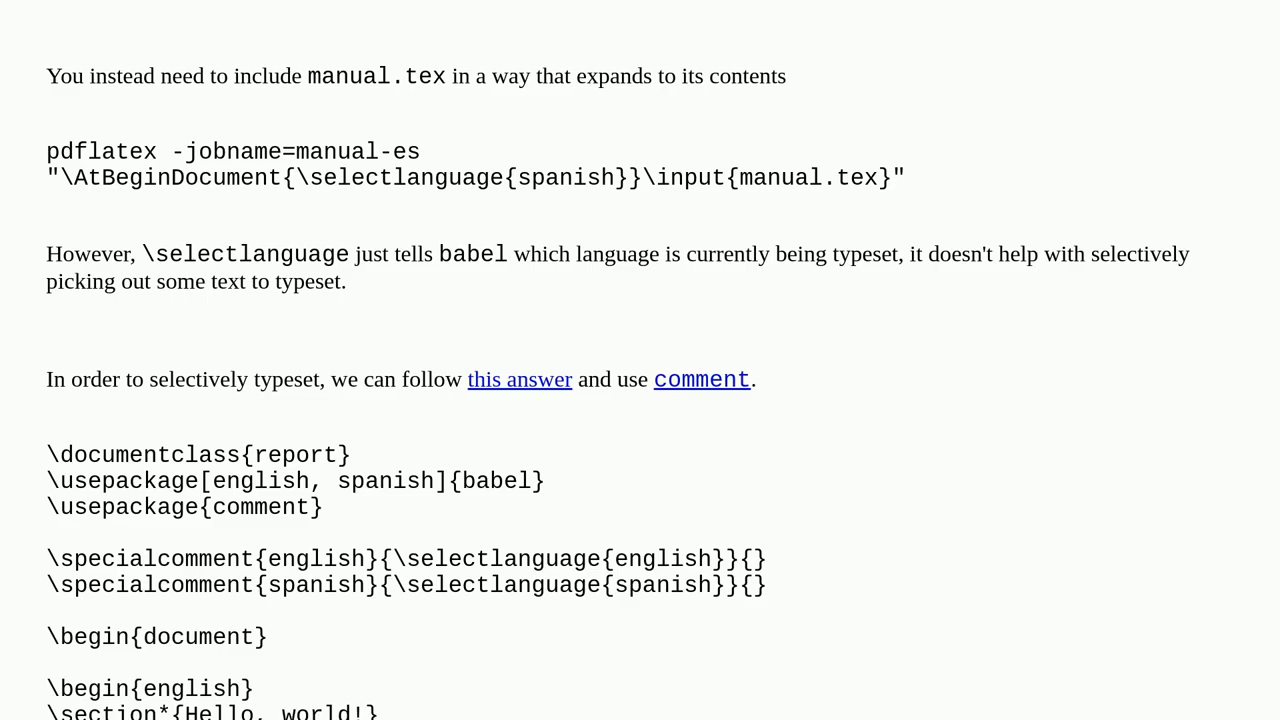 You instead need to include manual.tex in a way that expands to its contents
pdflatex -jobname=manual-es
"\AtBeginDocument{\selectlanguage{spanish}}\input{manual.tex}"
However, \selectlanguage just tells babel which language is currently being typeset, it doesn't help with selectively
picking out some text to typeset.
In order to selectively typeset, we can follow this answer and use comment.
\documentclass{report}
\usepackage[english, spanish]{babel}
\usepackage{comment}
\specialcomment{english}{\selectlanguage{english}}{}
\specialcomment{spanish}{\selectlanguage{spanish}}{}
\begin{document}
\begin{english}
\section*{Hello, world!}